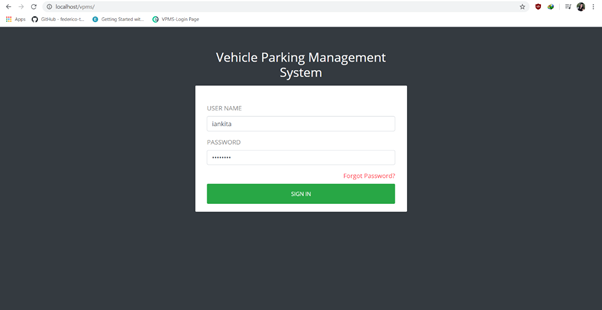 localhost/vpms/
Apps GitHub - federico-t... Getting Started wit... VPMS-Login Page
Vehicle Parking Management
System
USER NAME
iankita
PASSWORD
••••••••
Forgot Password?
SIGN IN